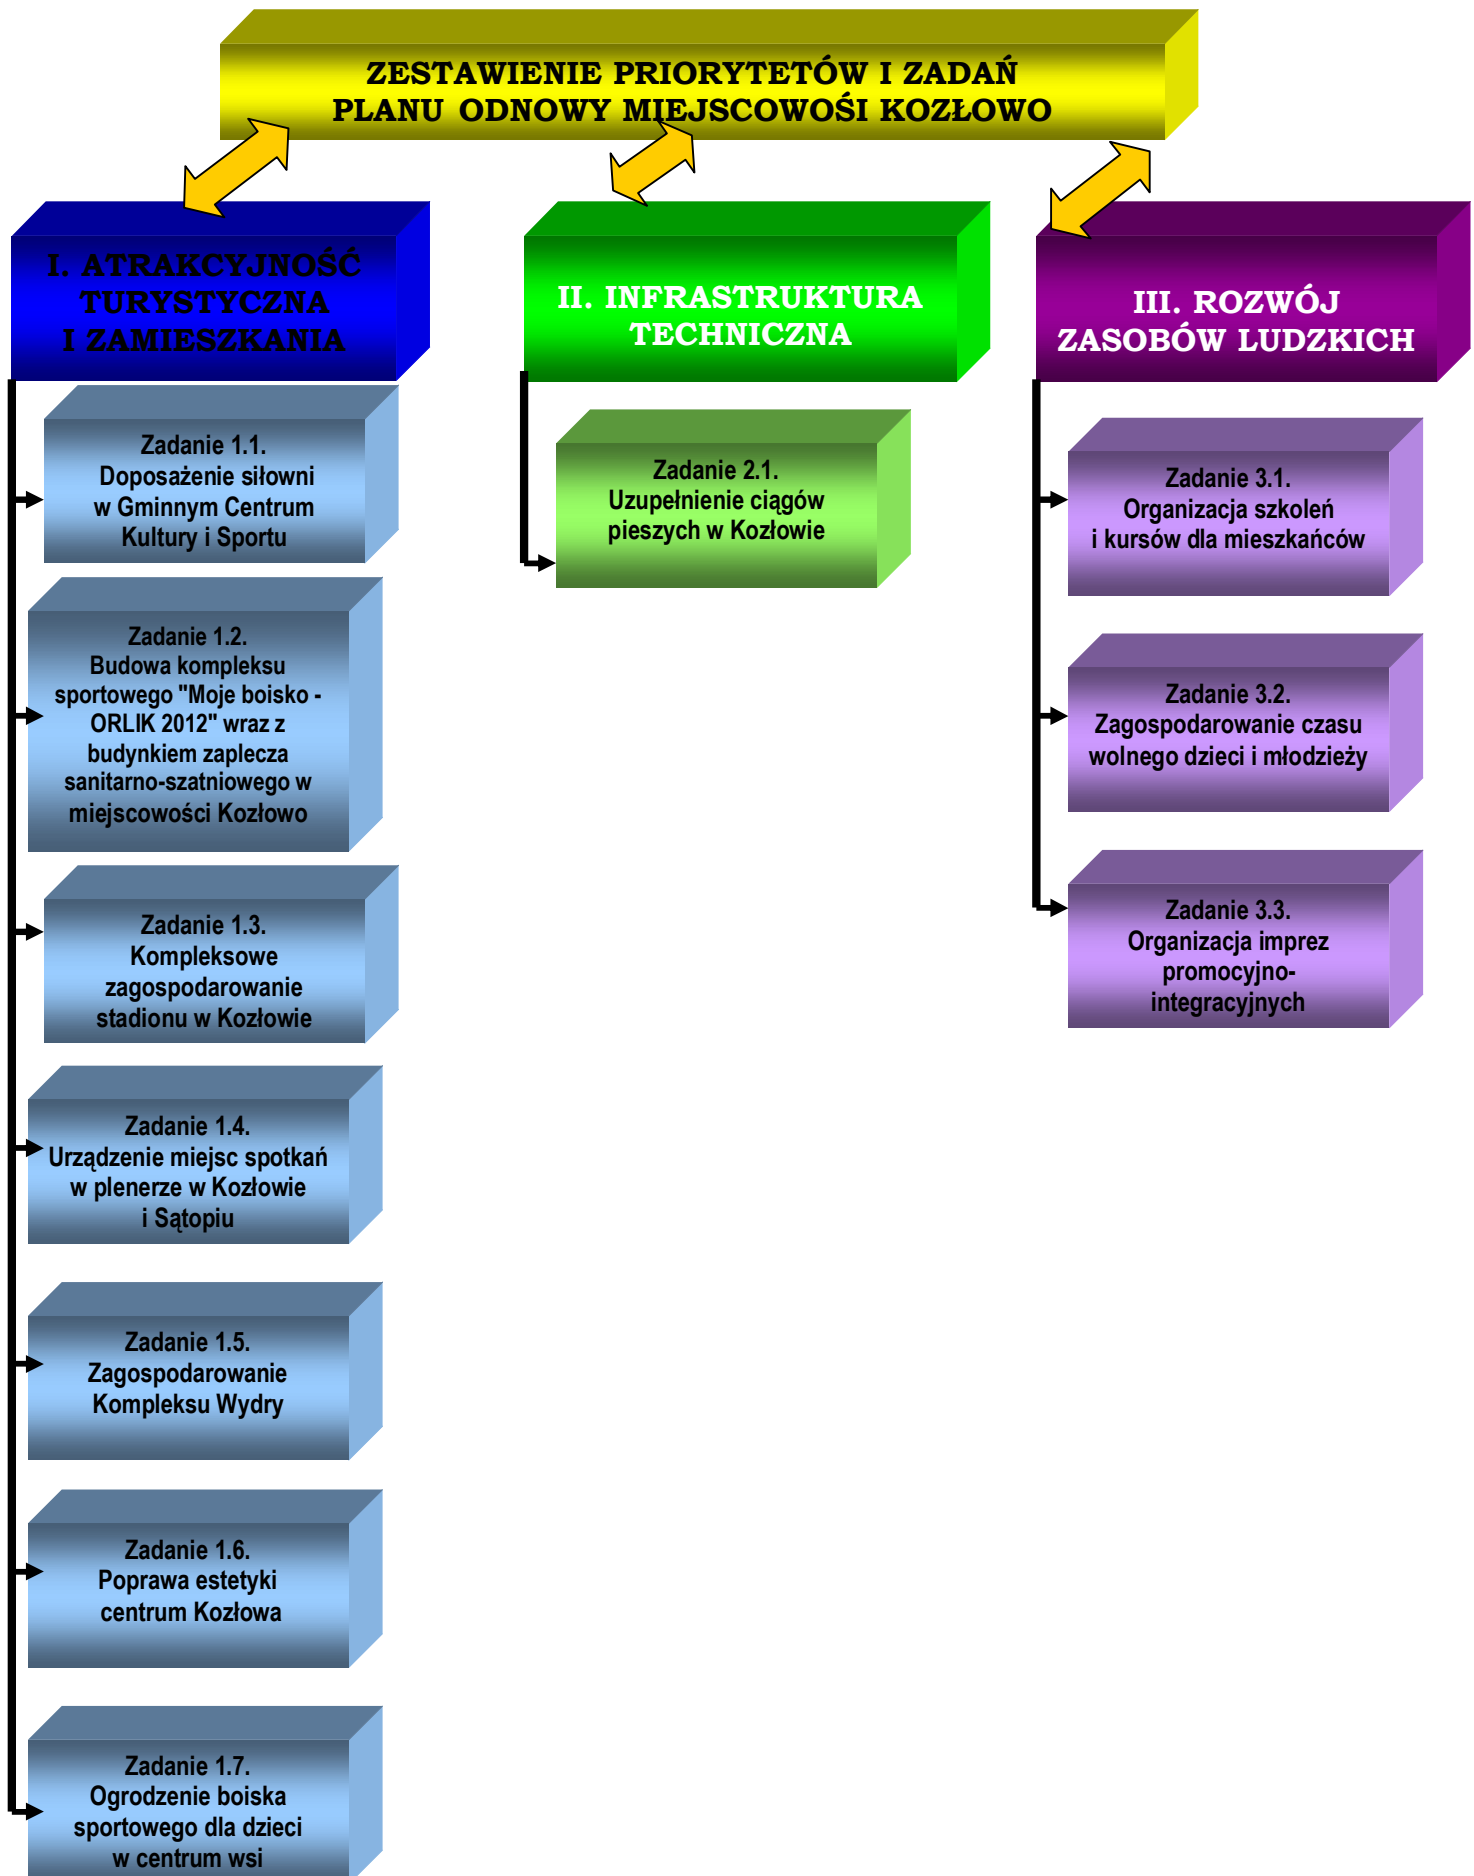 ZESTAWIENIE PRIORYTETÓW I ZADAŃ
PLANU ODNOWY MIEJSCOWOŚI KOZŁOWO
I. ATRAKCYJNOŚĆ
TURYSTYCZNA
I ZAMIESZKANIA
Zadanie 1.1.
Doposażenie siłowni
w Gminnym Centrum
Kultury i Sportu
Zadanie 1.2.
Budowa kompleksu
sportowego "Moje boisko -
ORLIK 2012" wraz z
budynkiem zaplecza
sanitarno-szatniowego w
miejscowości Kozłowo
Zadanie 1.3.
Kompleksowe
zagospodarowanie
stadionu w Kozłowie
Zadanie 1.4.
Urządzenie miejsc spotkań
w plenerze w Kozłowie
i Sątopiu
Zadanie 1.5.
Zagospodarowanie
Kompleksu Wydry
Zadanie 1.6.
Poprawa estetyki
centrum Kozłowa
Zadanie 1.7.
Ogrodzenie boiska
sportowego dla dzieci
w centrum wsi
II. INFRASTRUKTURA
TECHNICZNA
Zadanie 2.1.
Uzupełnienie ciągów
pieszych w Kozłowie
III. ROZWÓJ
ZASOBÓW LUDZKICH
Zadanie 3.1.
Organizacja szkoleń
i kursów dla mieszkańców
Zadanie 3.2.
Zagospodarowanie czasu
wolnego dzieci i młodzieży
Zadanie 3.3.
Organizacja imprez
promocyjno-
integracyjnych